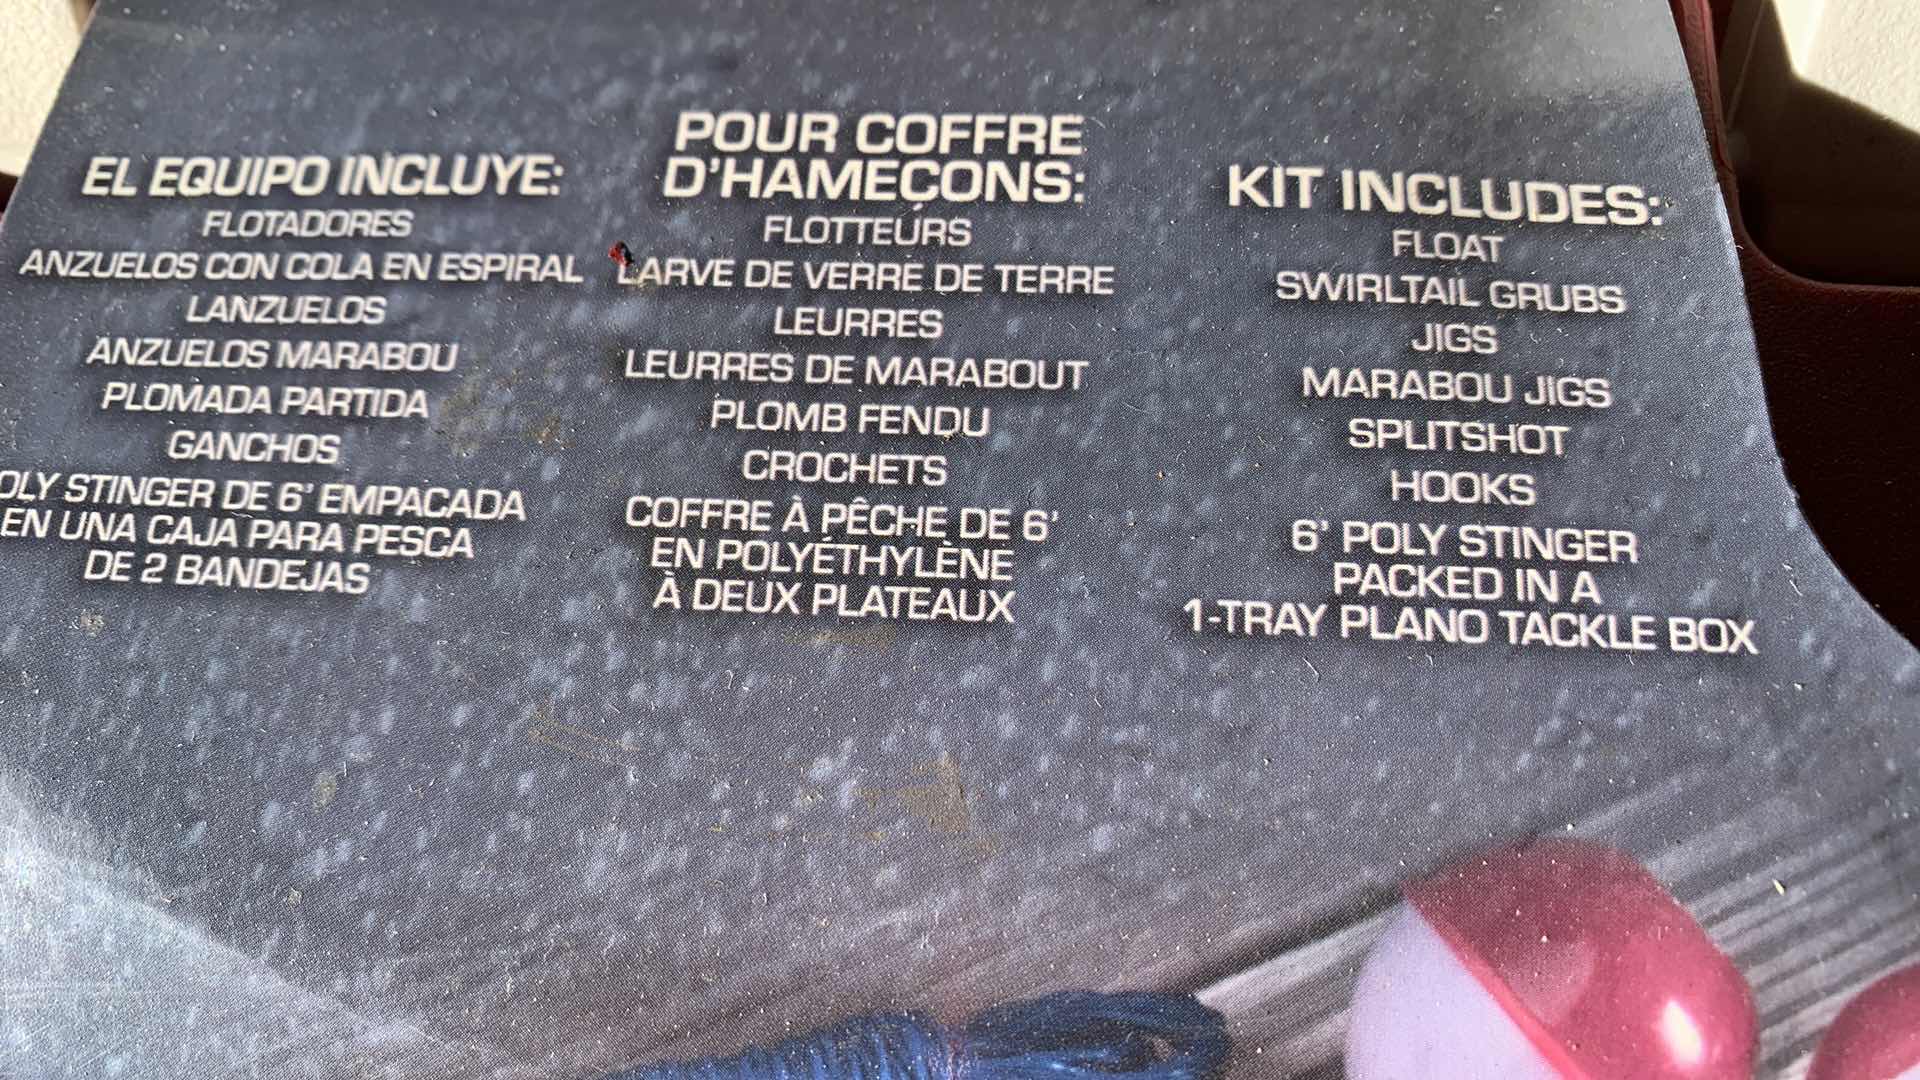 EL EQUIPO INCLUYE:
FLOTADORES
ANZUELOS CON COLA EN ESPIRAL
LANZUELOS
ANZUELOS MARABOU
PLOMADA PARTIDA
GANCHOS
STINGER DE 6' EMPACADA
EN UNA CAJA PARA PESCA
DE 2 BANDEJAS
POUR COFFRE
D'HAMEÇONS:
FLOTTEURS
LARVE DE VERRE DE TERRE
LEURRES
LEURRES DE MARABOUT
PLOMB FENDU
CROCHETS
COFFRE À PÊCHE DE 6'
EN POLYÉTHYLÈNE
À DEUX PLATEAUX
KIT INCLUDES:
FLOAT
SWIRLTAIL GRUBS
JIGS
MARABOU JIGS
SPLITSHOT
HOOKS
6' POLY STINGER
PACKED IN A
1-TRAY PLANO TACKLE BOX